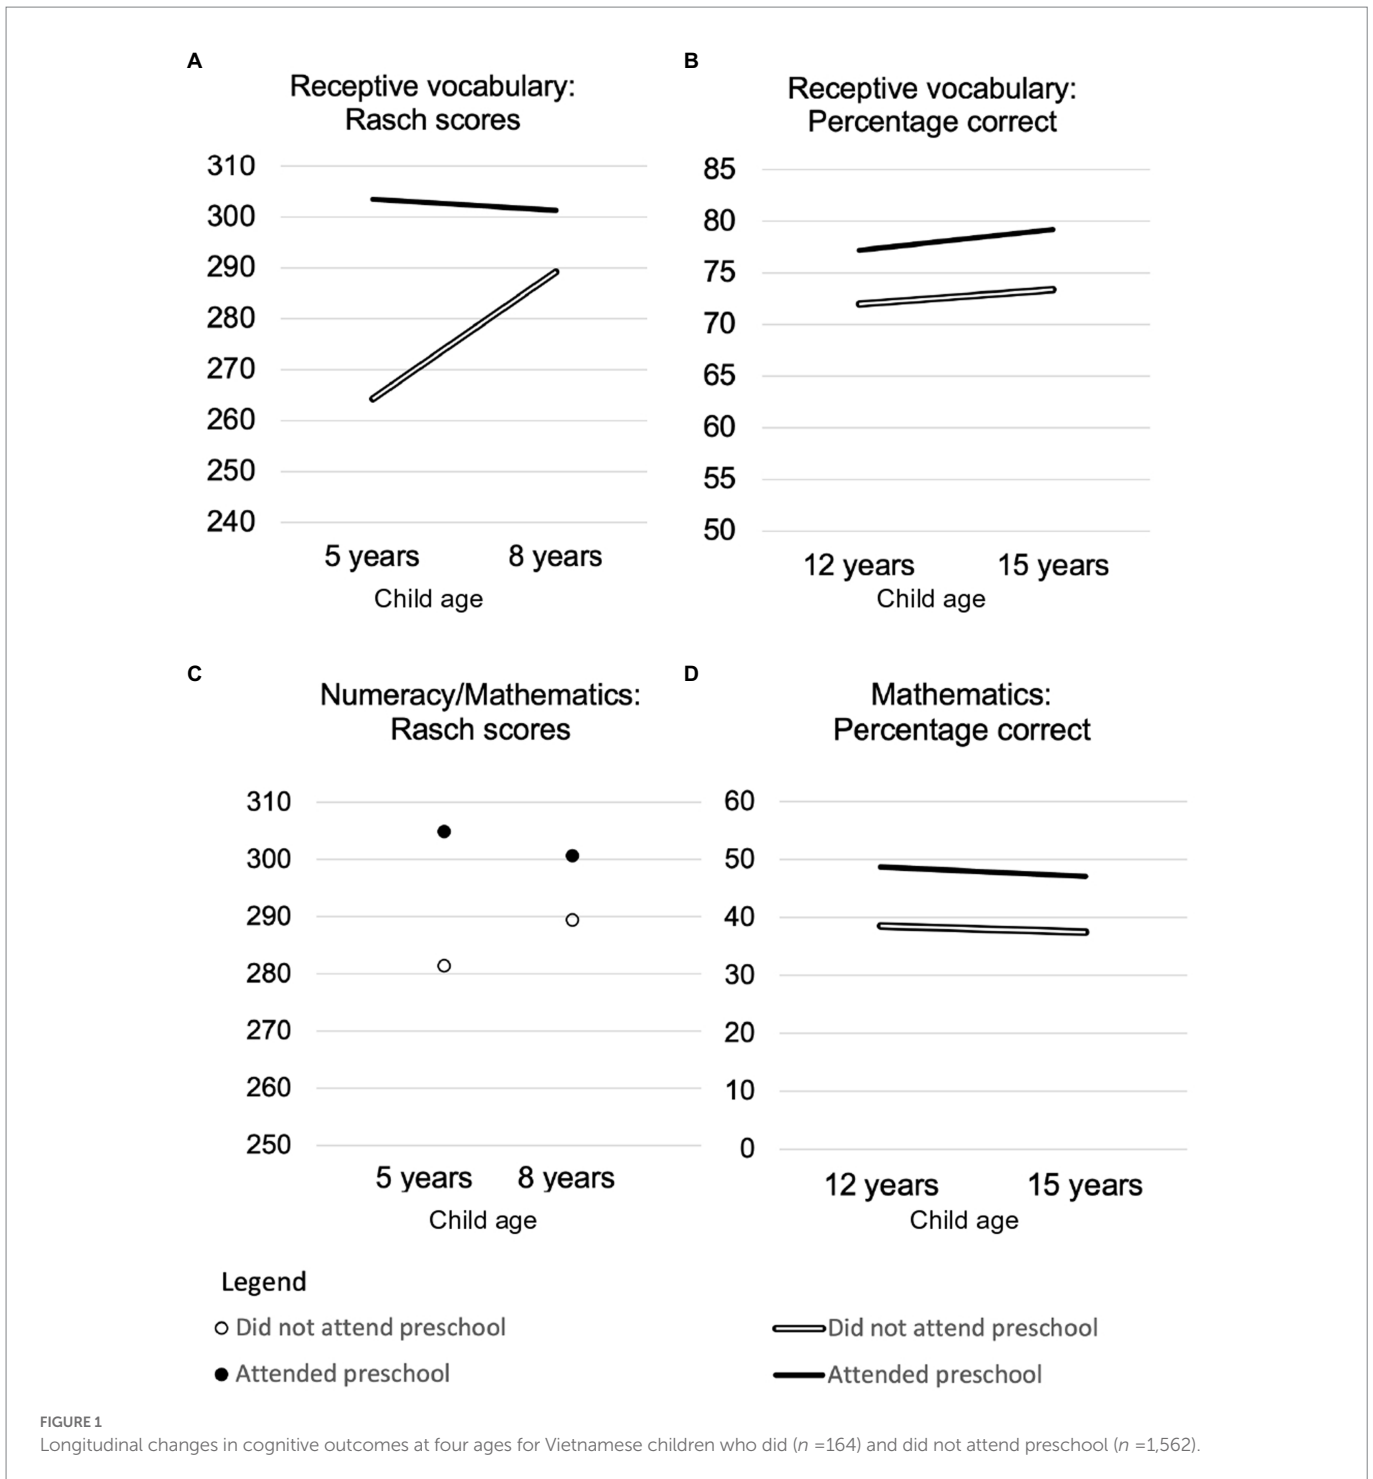 A
Receptive vocabulary:
Rasch scores
310
300
290
280
270
260
250
240
5 years 8 years
Child age
B
Receptive vocabulary:
Percentage correct
85
80
75
70
65
60
55
50
12 years 15 years
Child age
C
Numeracy/Mathematics:
Rasch scores
310
300
290
280
270
260
250
5 years 8 years
Child age
D
Mathematics:
Percentage correct
60
50
40
30
20
10
0
12 years 15 years
Child age
Legend
Did not attend preschool
Attended preschool
Did not attend preschool
Attended preschool
FIGURE 1
Longitudinal changes in cognitive outcomes at four ages for Vietnamese children who did (n =164) and did not attend preschool (n =1,562).